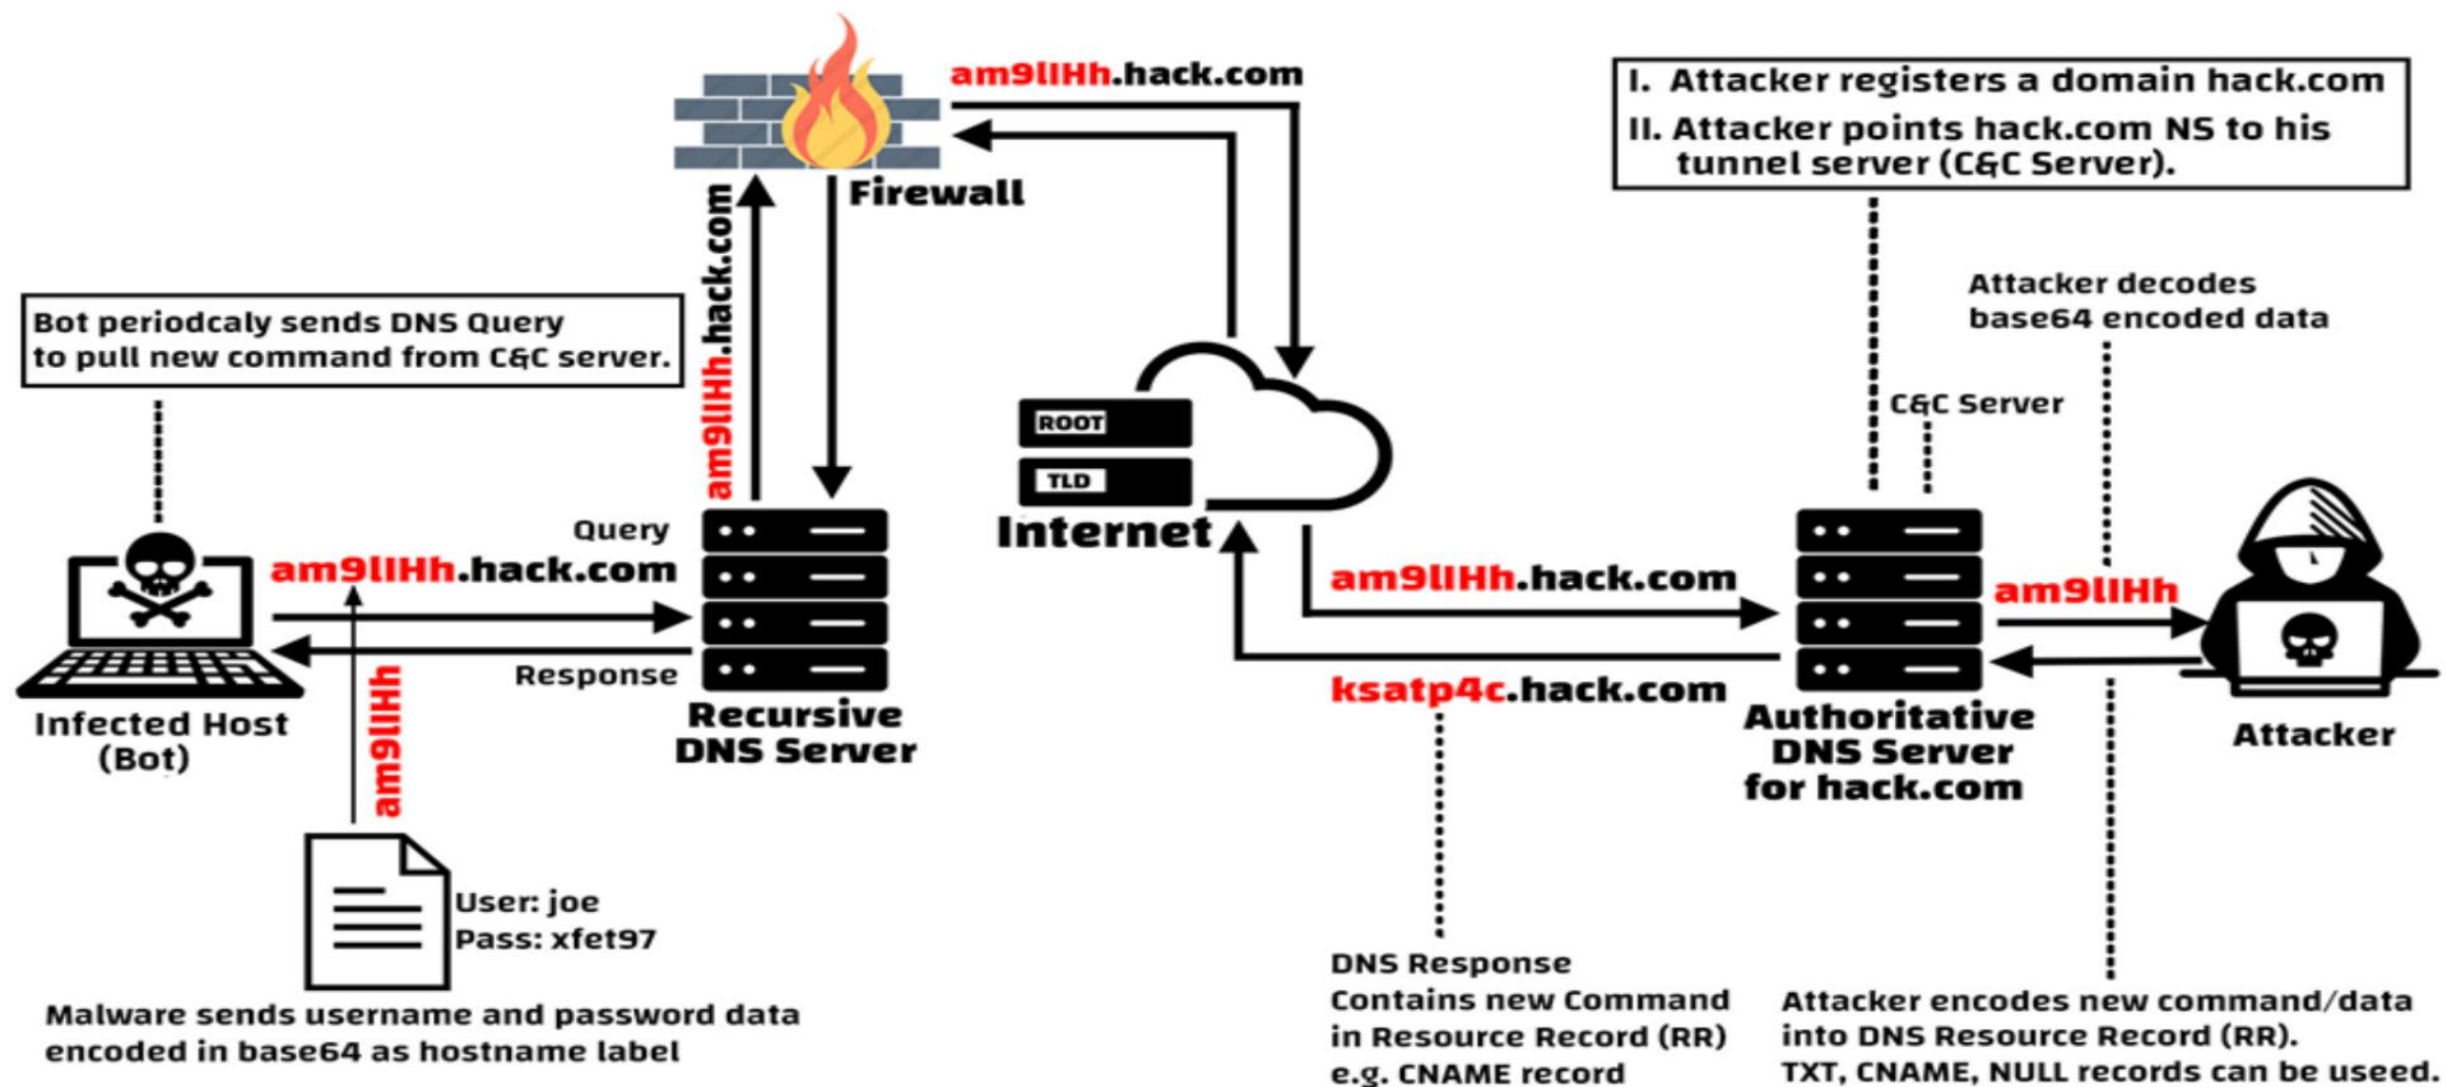 am9lIHh.hack.com
I. Attacker registers a domain hack.com
II. Attacker points hack.com NS to his
tunnel server (C&C Server).
Firewall
am9lIHh.hack.com
Bot periodcaly sends DNS Query
to pull new command from C&C server.
Attacker decodes
base64 encoded data
C&C Server
ROOT
TLD
Internet
Query
am9lIHh.hack.com
Response
Infected Host
(Bot)
am9lIHh
Recursive
DNS Server
am9lIHh.hack.com
ksatp4c.hack.com
am9lIHh
Authoritative
DNS Server
for hack.com
Attacker
User: joe
Pass: xfet97
Malware sends username and password data
encoded in base64 as hostname label
DNS Response
Contains new Command
in Resource Record (RR)
e.g. CNAME record
Attacker encodes new command/data
into DNS Resource Record (RR).
TXT, CNAME, NULL records can be useed.